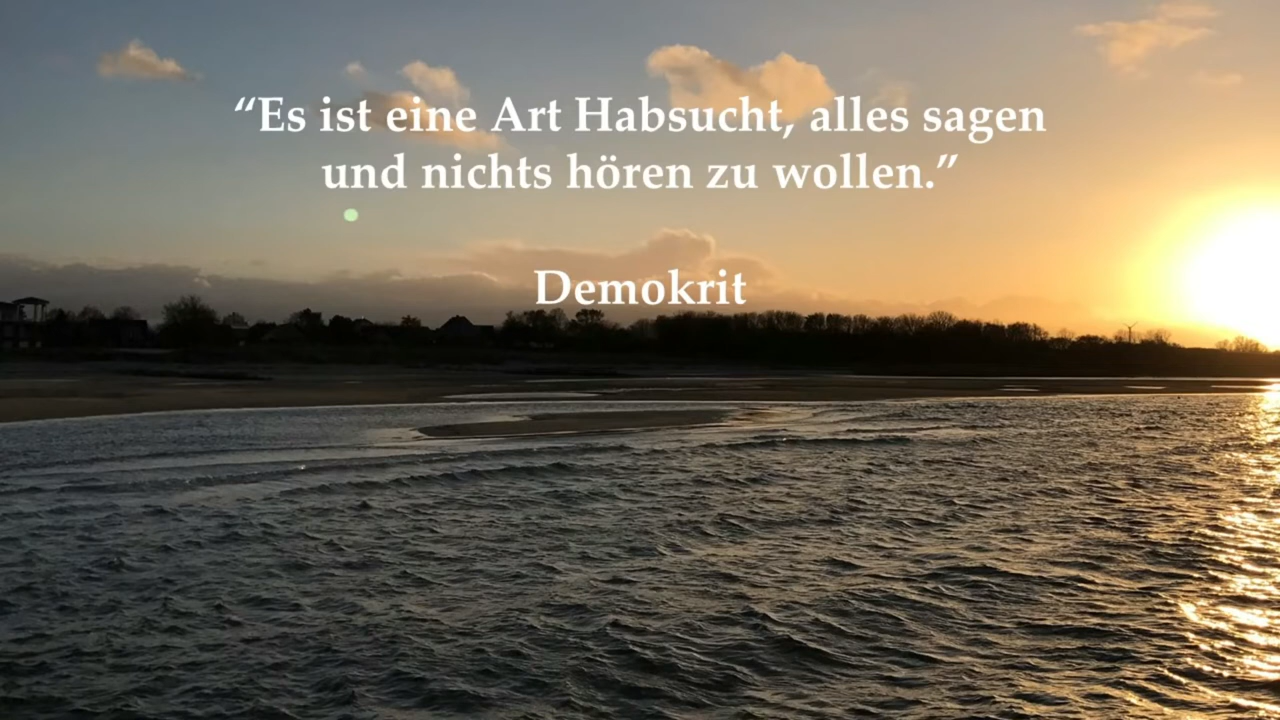 “Es ist eine Art Habsucht, alles sagen
und nichts hören zu wollen.”
Demokrit